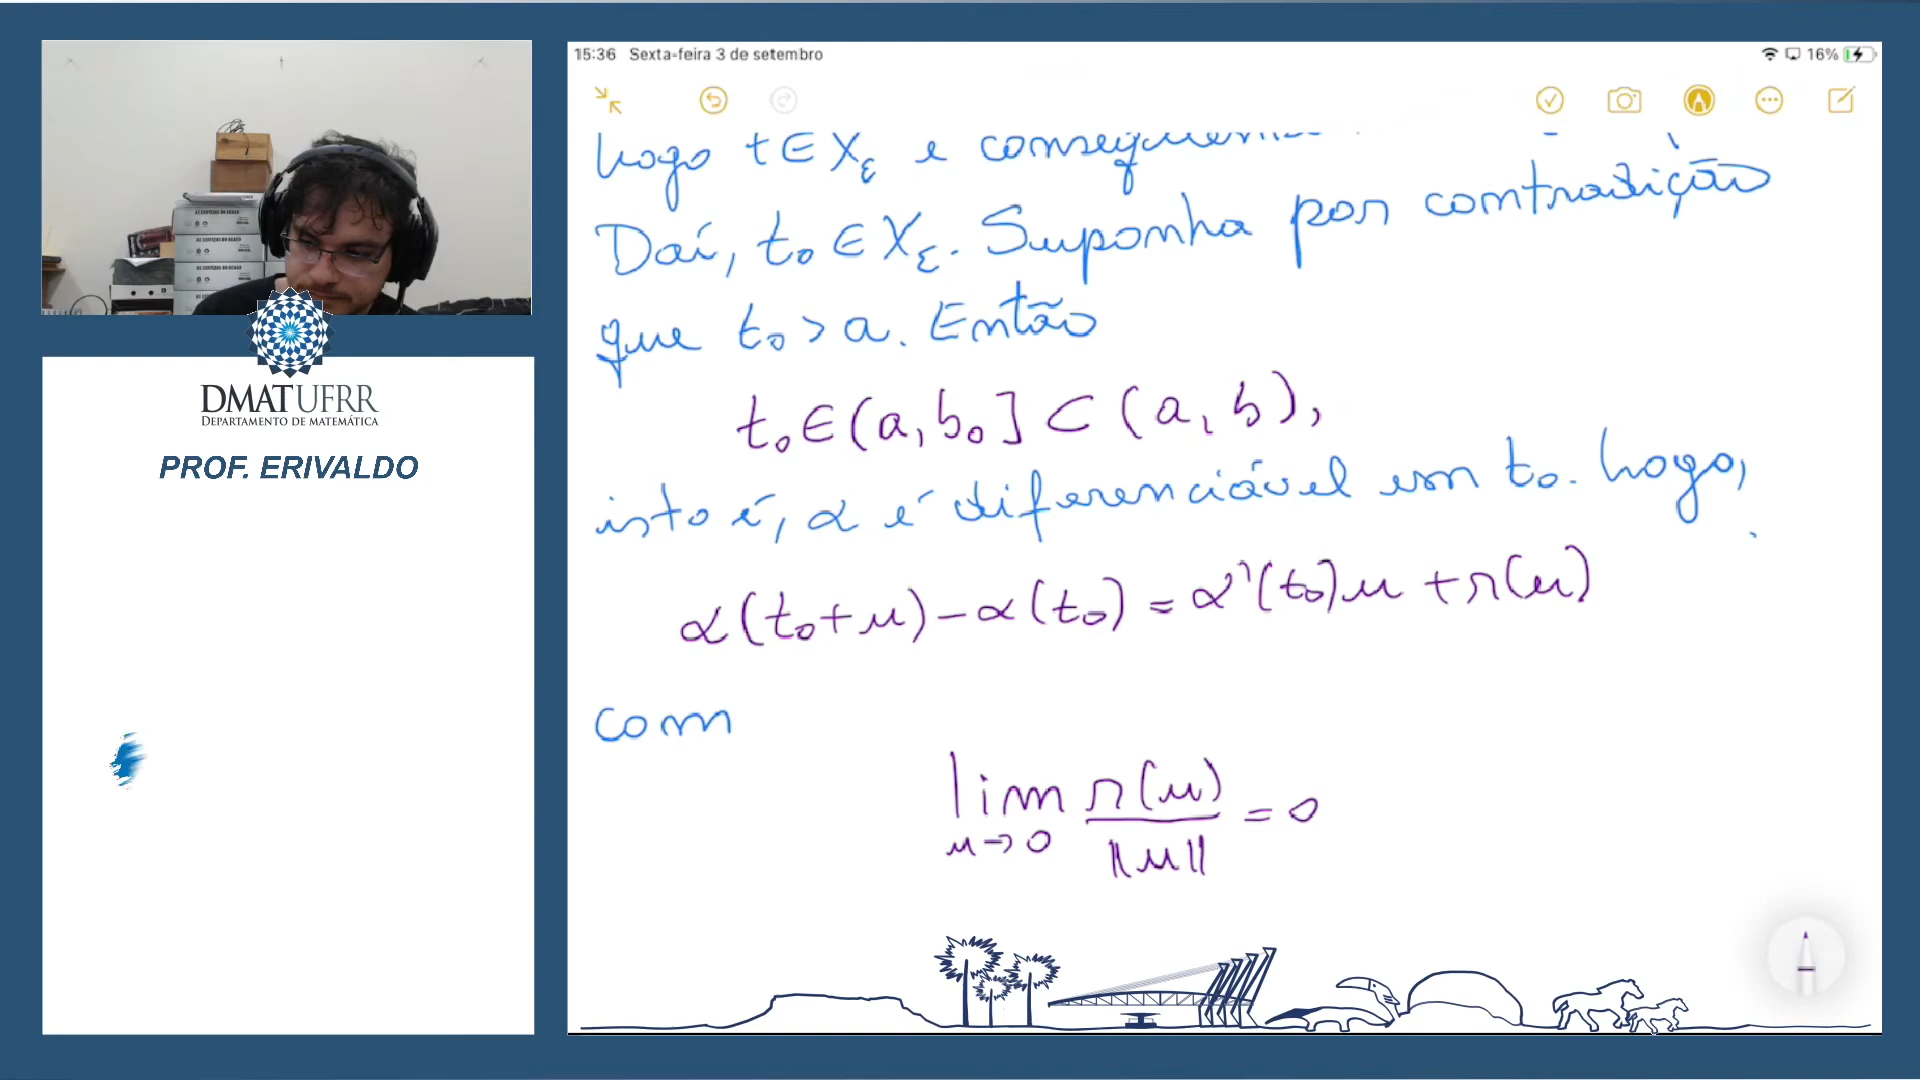 15:36 Sexta-feira 3 de setembro
16%
Logo t ∈ X_ε e
Daí, t₀ ∈ X_ε. Suponha por contradição
que t₀ > a. Então
t₀ ∈ (a, b₀] ⊂ (a, b),
isto é, α é diferenciável em t₀. Logo,
α(t₀+u) − α(t₀) = α'(t₀)u + r(u)
com
lim r(u)/‖u‖ = 0
u→0
DMATUFRR
DEPARTAMENTO DE MATEMÁTICA
PROF. ERIVALDO